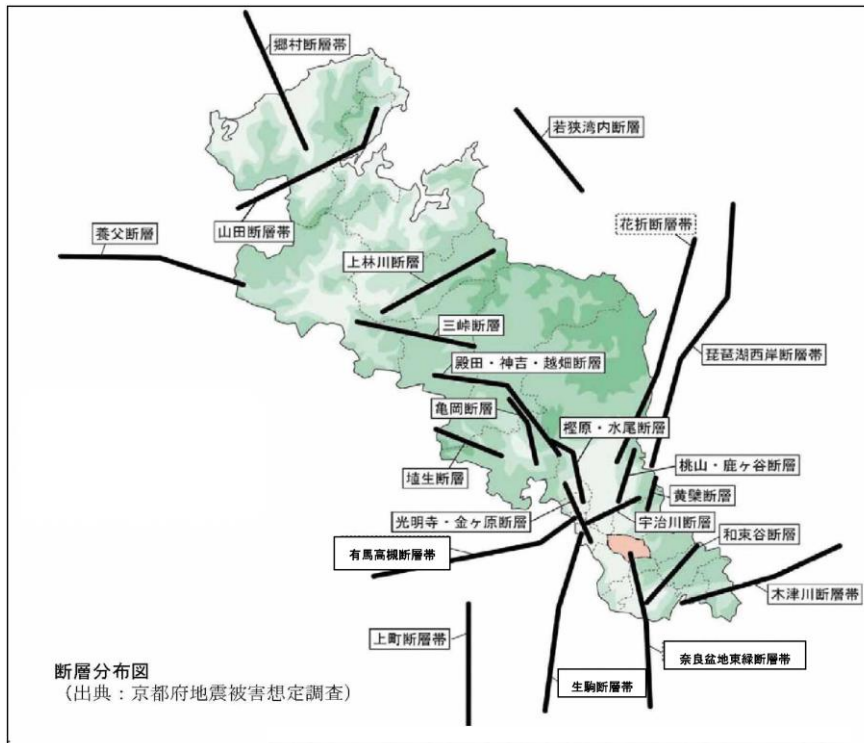 郷村断層帯
若狭湾内断層
花折断層帯
山田断層帯
養父断層
上林川断層
三峠断層
琵琶湖西岸断層帯
殿田・神吉・越畑断層
亀岡断層
樫原・水尾断層
桃山・鹿ヶ谷断層
埴生断層
黄檗断層
光明寺・金ヶ原断層
宇治川断層
和束谷断層
有馬高槻断層帯
木津川断層帯
上町断層帯
奈良盆地東縁断層帯
生駒断層帯
断層分布図
(出典：京都府地震被害想定調査)